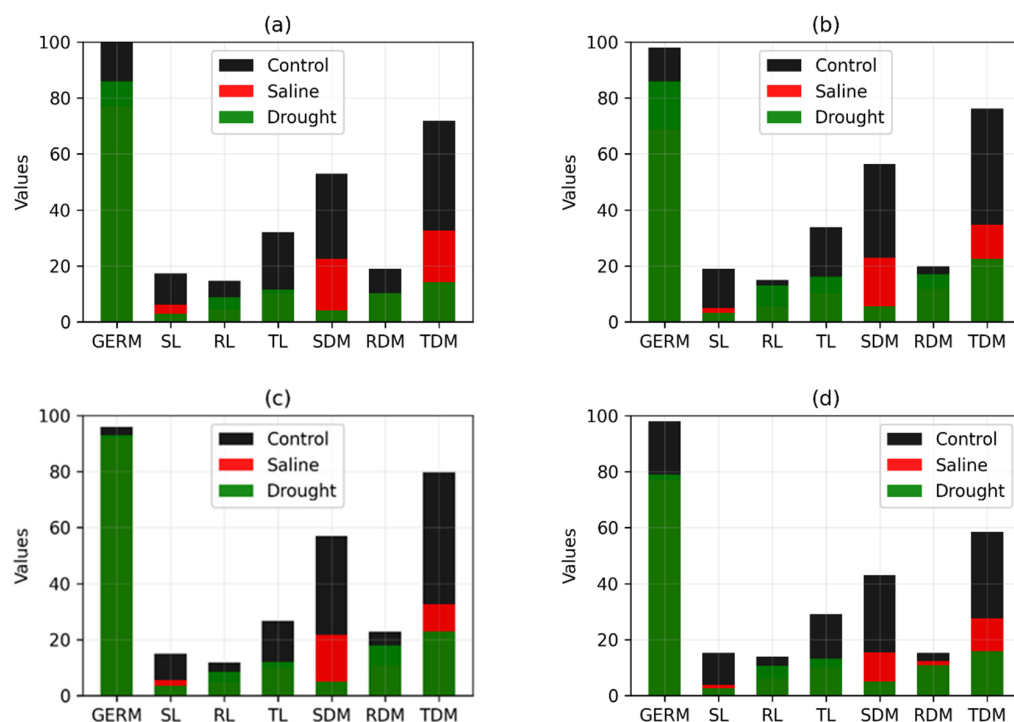 (a)
100
80
60
40
20
0
Values
Control
Saline
Drought
GERM SL RL TL SDM RDM TDM
(b)
100
80
60
40
20
0
Values
Control
Saline
Drought
GERM SL RL TL SDM RDM TDM
(c)
100
80
60
40
20
0
Values
Control
Saline
Drought
GERM SL RL TL SDM RDM TDM
(d)
100
80
60
40
20
0
Values
Control
Saline
Drought
GERM SL RL TL SDM RDM TDM